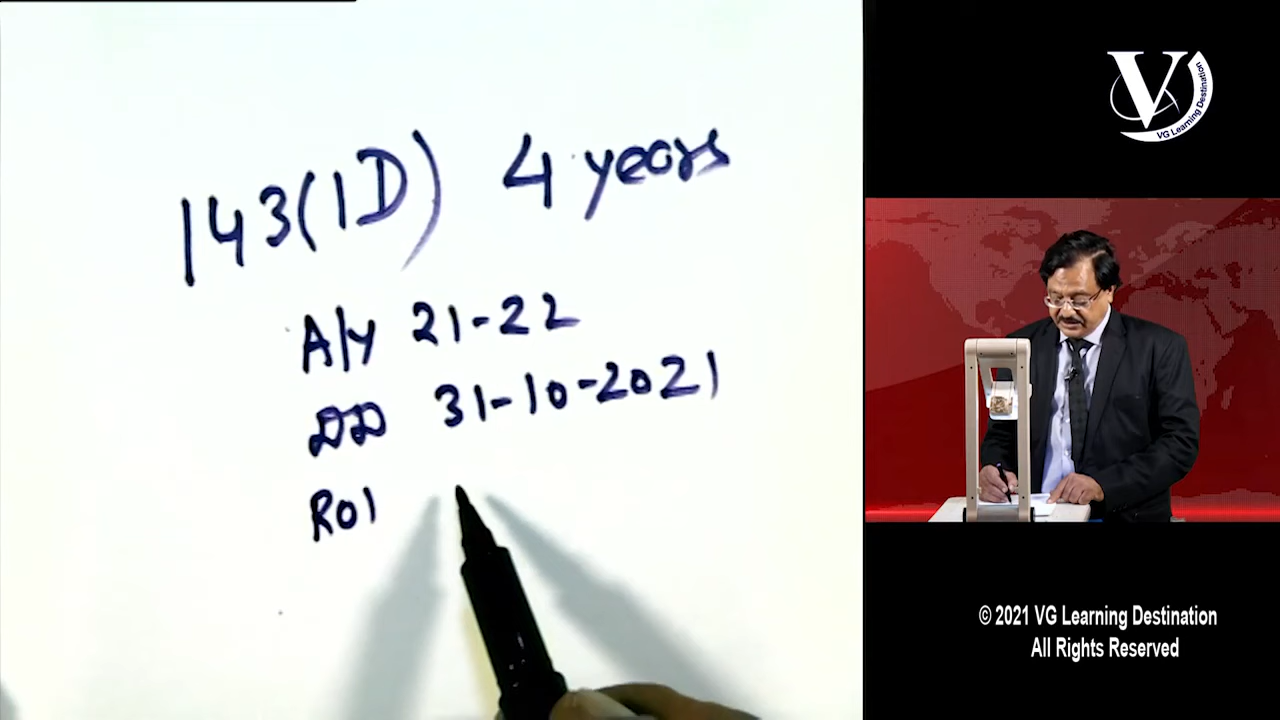 143(1D) 4 years
A/y 21-22
DD 31-10-2021
ROI
V
VG Learning Destination
© 2021 VG Learning Destination
All Rights Reserved